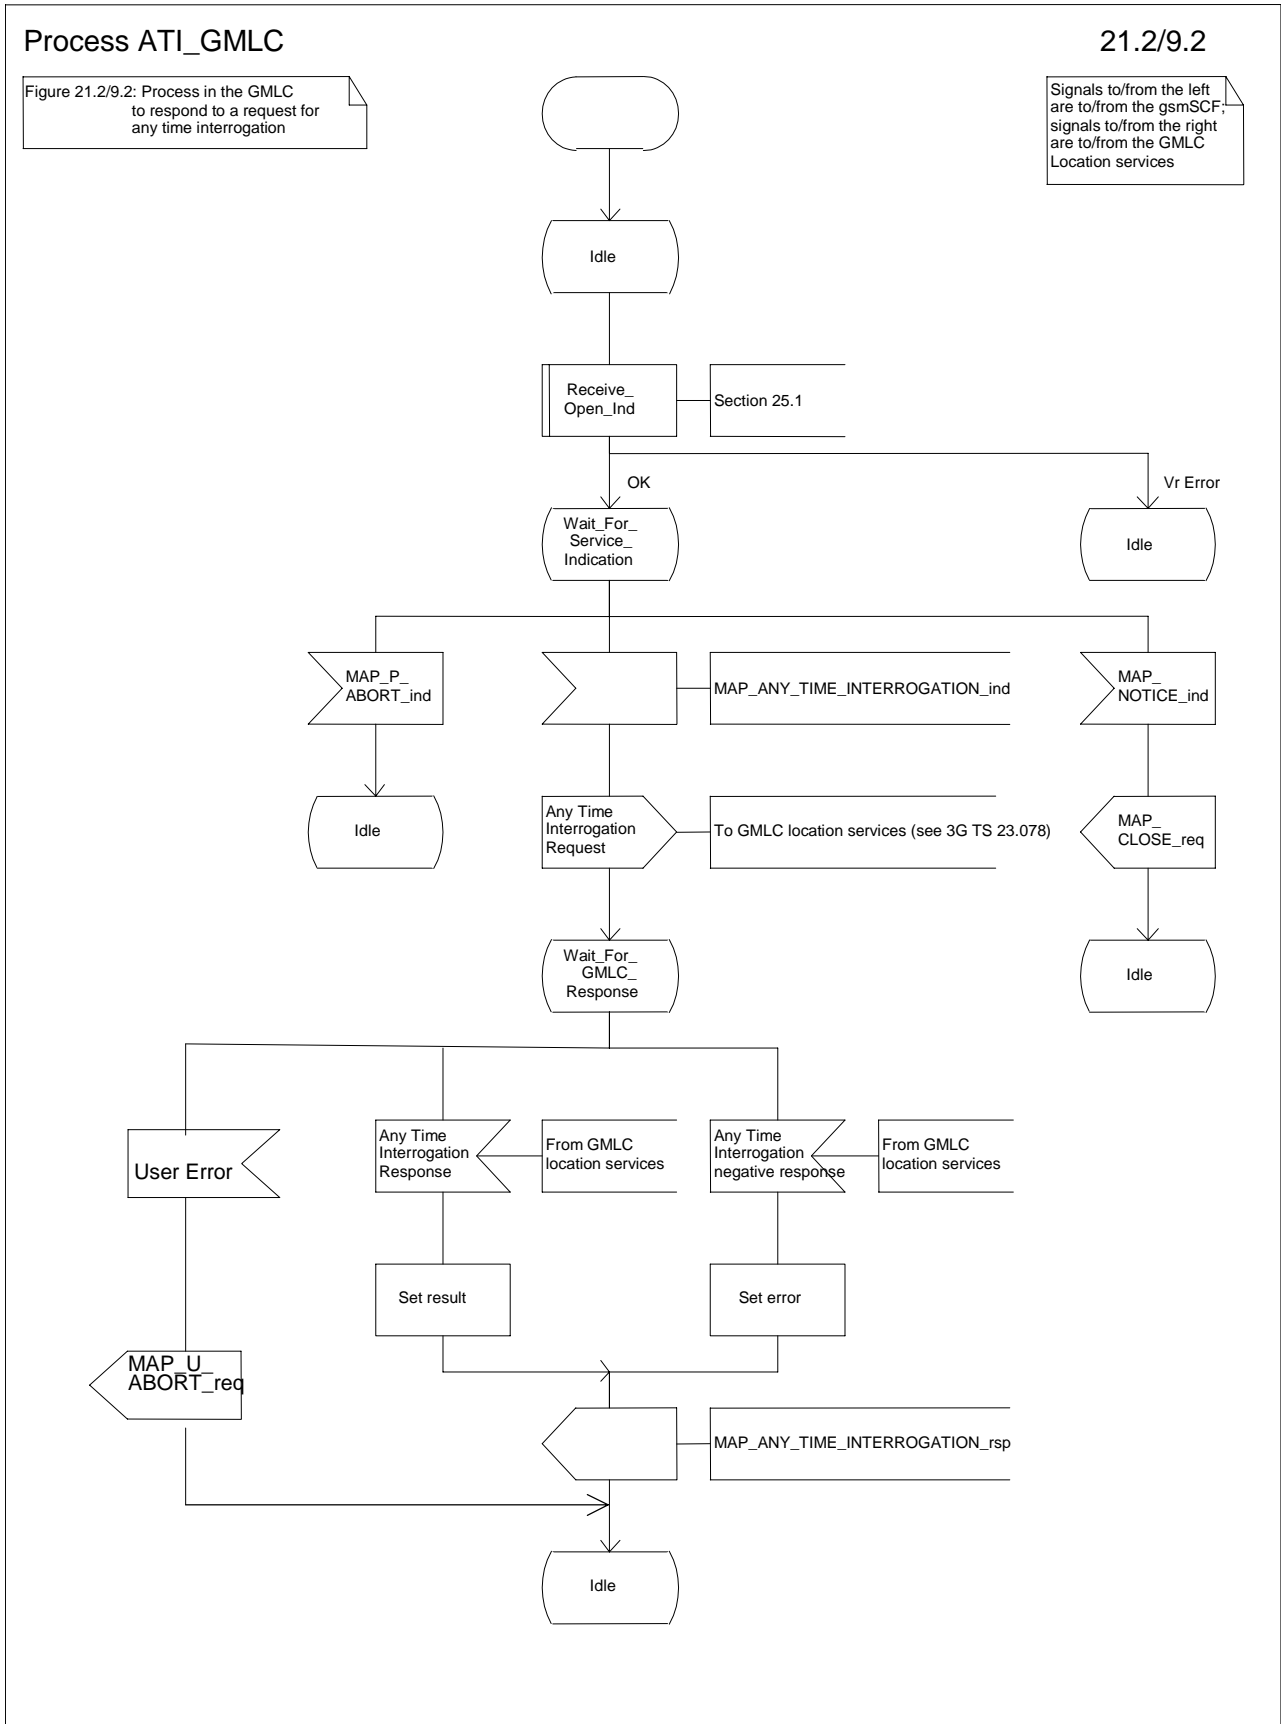 Process ATI_GMLC
21.2/9.2
Figure 21.2/9.2: Process in the GMLC
to respond to a request for
any time interrogation
Signals to/from the left
are to/from the gsmSCF;
signals to/from the right
are to/from the GMLC
Location services
Idle
Receive_
Open_Ind
Section 25.1
OK
Vr Error
Wait_For_
Service_
Indication
Idle
MAP_P_
ABORT_ind
MAP_ANY_TIME_INTERROGATION_ind
MAP_
NOTICE_ind
Idle
Any Time
Interrogation
Request
To GMLC location services (see 3G TS 23.078)
MAP_
CLOSE_req
Wait_For_
GMLC_
Response
Idle
User Error
Any Time
Interrogation
Response
From GMLC
location services
Any Time
Interrogation
negative response
From GMLC
location services
Set result
Set error
MAP_U_
ABORT_req
MAP_ANY_TIME_INTERROGATION_rsp
Idle